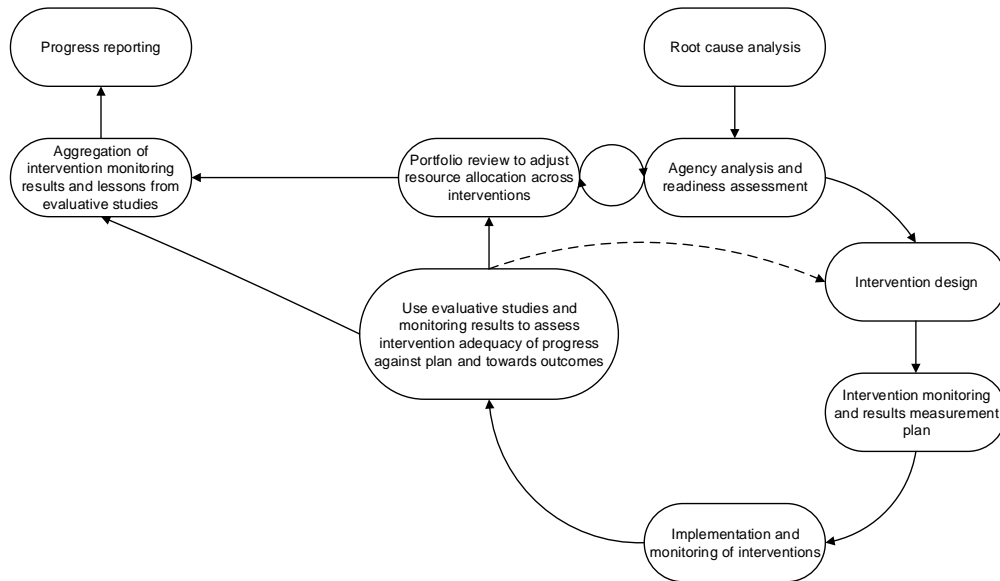 Progress reporting
Root cause analysis
Aggregation of
intervention monitoring
results and lessons from
evaluative studies
Portfolio review to adjust
resource allocation across
interventions
Agency analysis and
readiness assessment
Intervention design
Use evaluative studies and
monitoring results to assess
intervention adequacy of progress
against plan and towards outcomes
Intervention monitoring
and results measurement
plan
Implementation and
monitoring of interventions